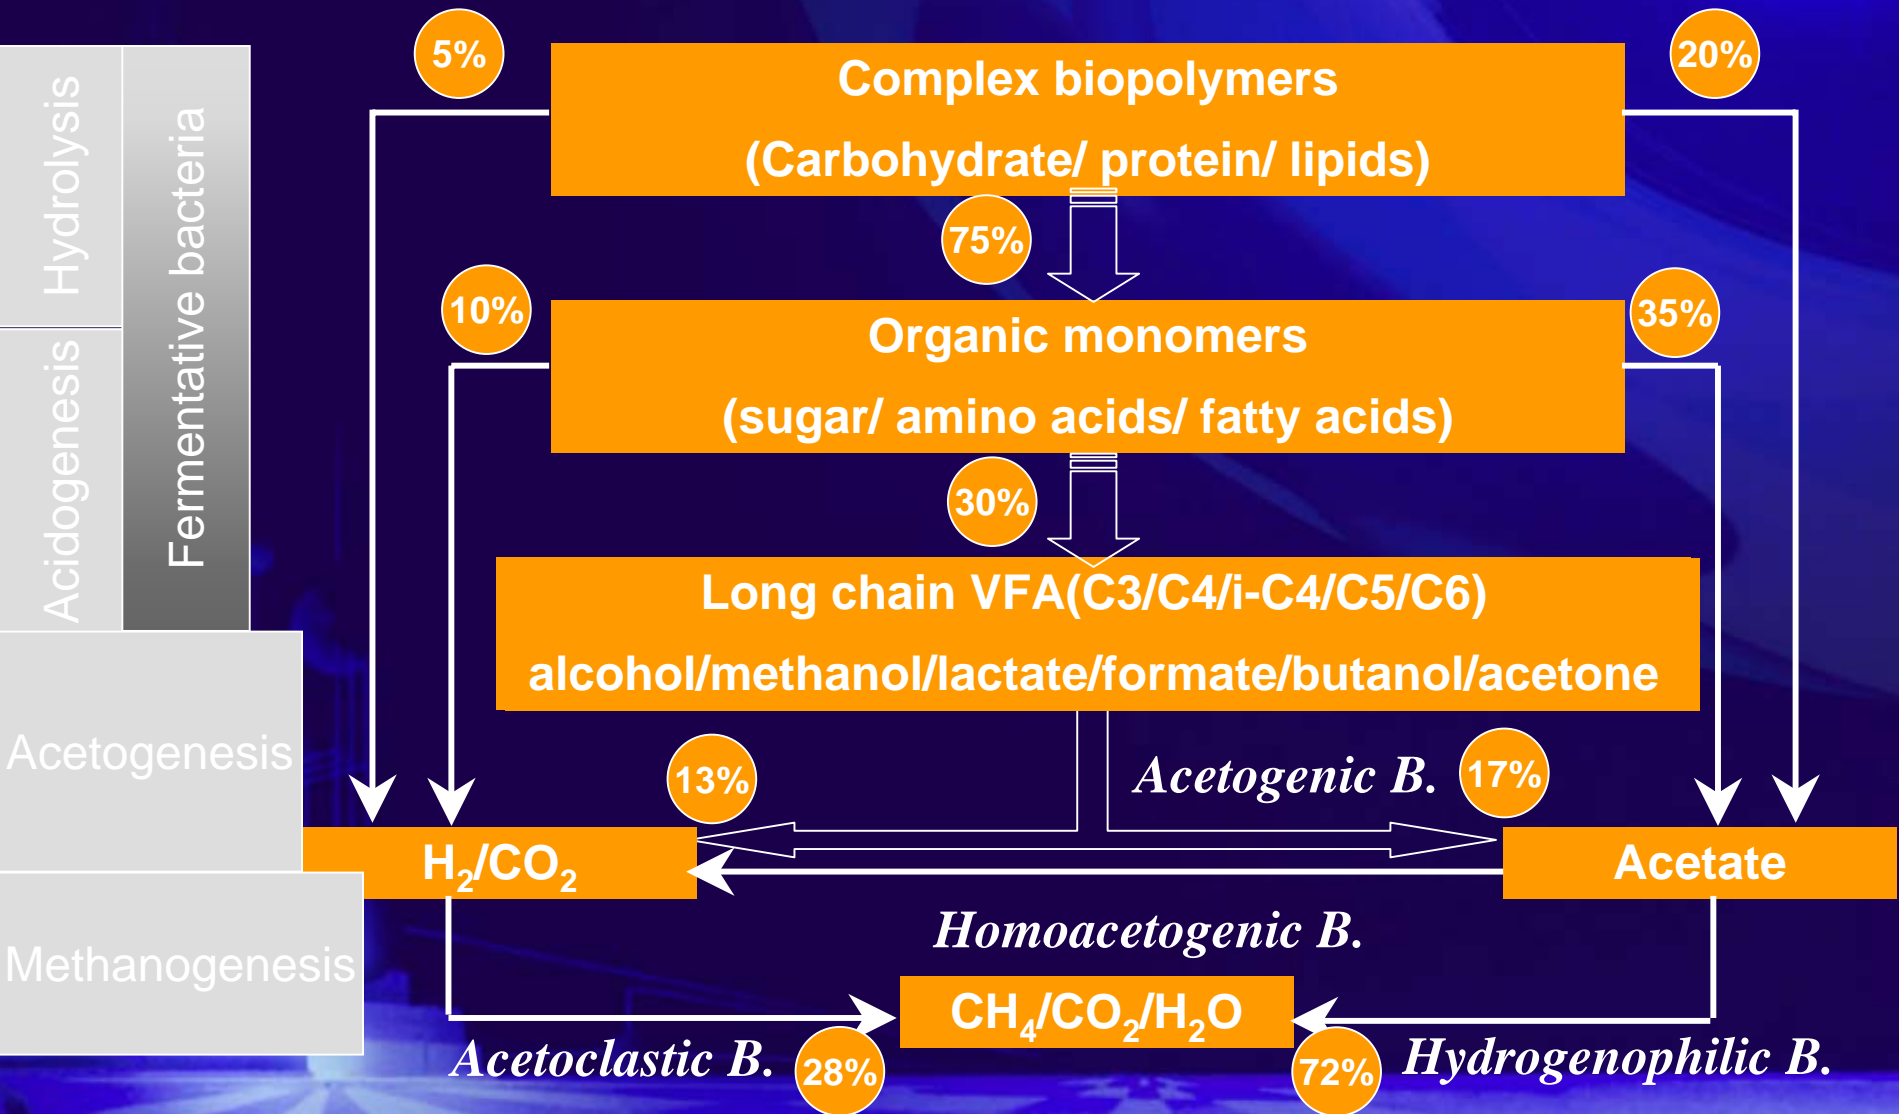 5%
Complex biopolymers
20%
(Carbohydrate/ protein/ lipids)
Hydrolysis
Fermentative bacteria
75%
10%
Organic monomers
35%
(sugar/ amino acids/ fatty acids)
Acidogenesis
30%
Long chain VFA(C3/C4/i-C4/C5/C6)
alcohol/methanol/lactate/formate/butanol/acetone
Acetogenesis
13%
Acetogenic B.
17%
H₂/CO₂
Acetate
Homoacetogenic B.
Methanogenesis
CH₄/CO₂/H₂O
Acetoclastic B.
28%
72%
Hydrogenophilic B.